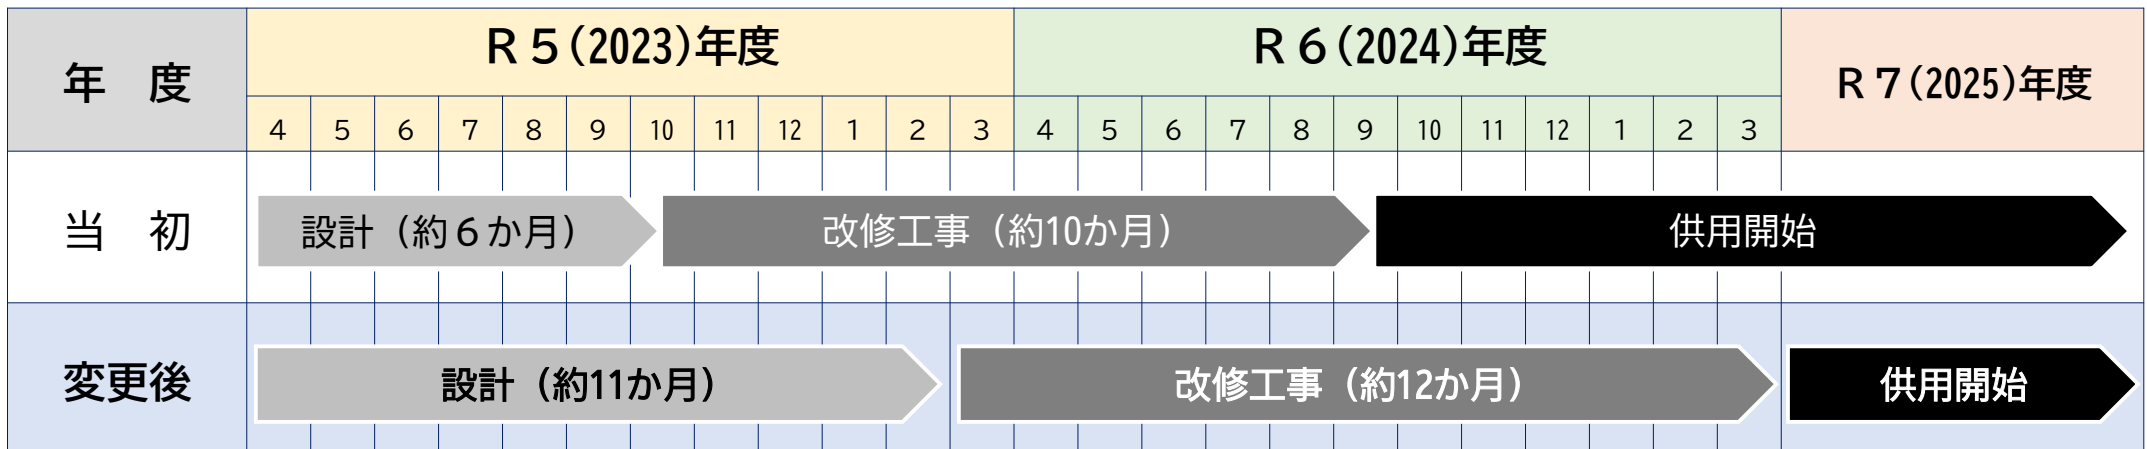 年　度 Ｒ５(2023)年度 Ｒ６(2024)年度 Ｒ７(2025)年度
4 5 6 7 8 9 10 11 12 1 2 3 4 5 6 7 8 9 10 11 12 1 2 3
当　初 設計（約６か月） 改修工事（約10か月） 供用開始
変更後 設計（約11か月） 改修工事（約12か月） 供用開始